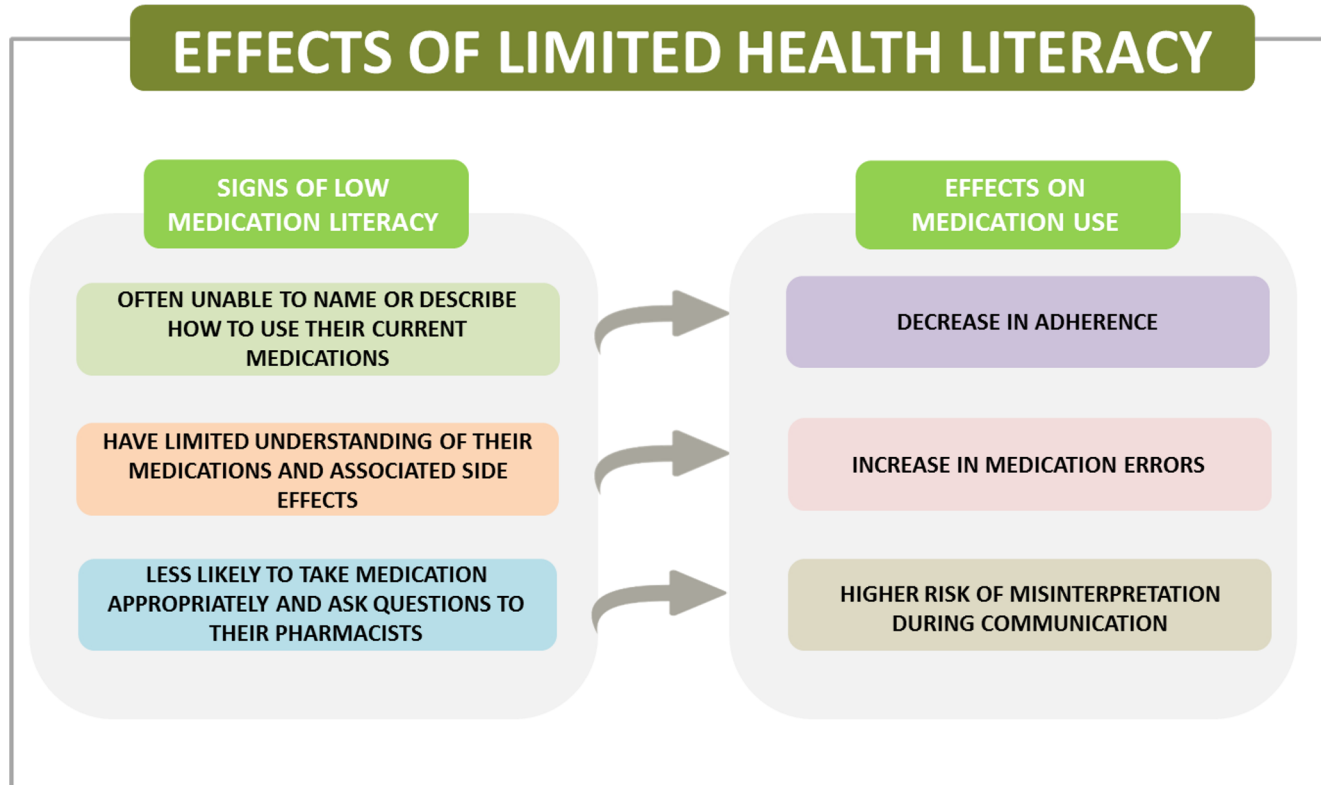 EFFECTS OF LIMITED HEALTH LITERACY
SIGNS OF LOW
MEDICATION LITERACY
OFTEN UNABLE TO NAME OR DESCRIBE
HOW TO USE THEIR CURRENT
MEDICATIONS
HAVE LIMITED UNDERSTANDING OF THEIR
MEDICATIONS AND ASSOCIATED SIDE
EFFECTS
LESS LIKELY TO TAKE MEDICATION
APPROPRIATELY AND ASK QUESTIONS TO
THEIR PHARMACISTS
EFFECTS ON
MEDICATION USE
DECREASE IN ADHERENCE
INCREASE IN MEDICATION ERRORS
HIGHER RISK OF MISINTERPRETATION
DURING COMMUNICATION